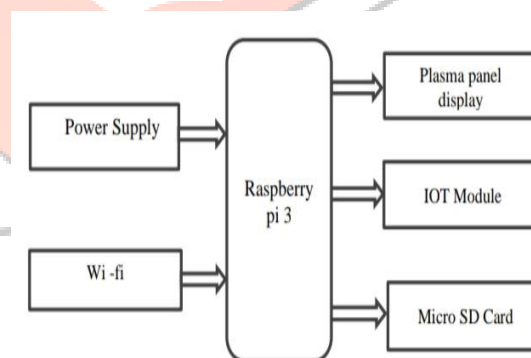 Power Supply
Wi -fi
Raspberry
pi 3
Plasma panel
display
IOT Module
Micro SD Card